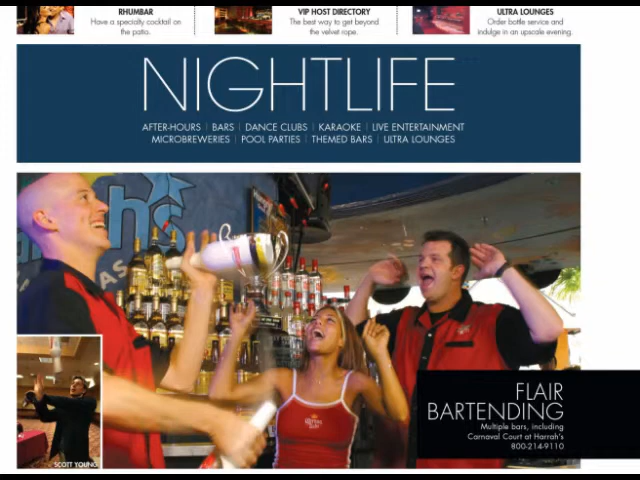 RHUMBAR
Have a specialty cocktail on
the patio.
VIP HOST DIRECTORY
The best way to get beyond
the velvet rope.
ULTRA LOUNGES
Order bottle service and
indulge in an upscale evening.
NIGHTLIFE
AFTER-HOURS | BARS | DANCE CLUBS | KARAOKE | LIVE ENTERTAINMENT
MICROBREWERIES | POOL PARTIES | THEMED BARS | ULTRA LOUNGES
h's
AS
FLAIR
BARTENDING
Multiple bars, including
Carnaval Court at Harrah's
800-214-9110
SCOTT YOUNG